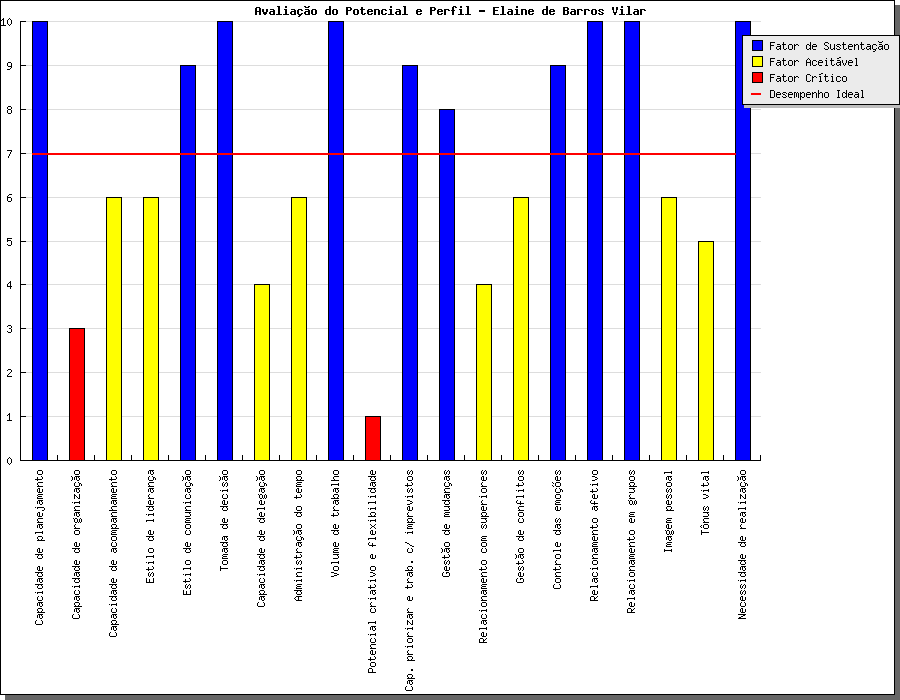 Avaliação do Potencial e Perfil - Elaine de Barros Vilar
10
9
8
7
6
5
4
3
2
1
0
Fator de Sustentação
Fator Aceitável
Fator Crítico
Desempenho Ideal
Capacidade de planejamento
Capacidade de organização
Capacidade de acompanhamento
Estilo de liderança
Estilo de comunicação
Tomada de decisão
Capacidade de delegação
Administração do tempo
Volume de trabalho
Potencial criativo e flexibilidade
Cap. priorizar e trab. c/ imprevistos
Gestão de mudanças
Relacionamento com superiores
Gestão de conflitos
Controle das emoções
Relacionamento afetivo
Relacionamento em grupos
Imagem pessoal
Tônus vital
Necessidade de realização